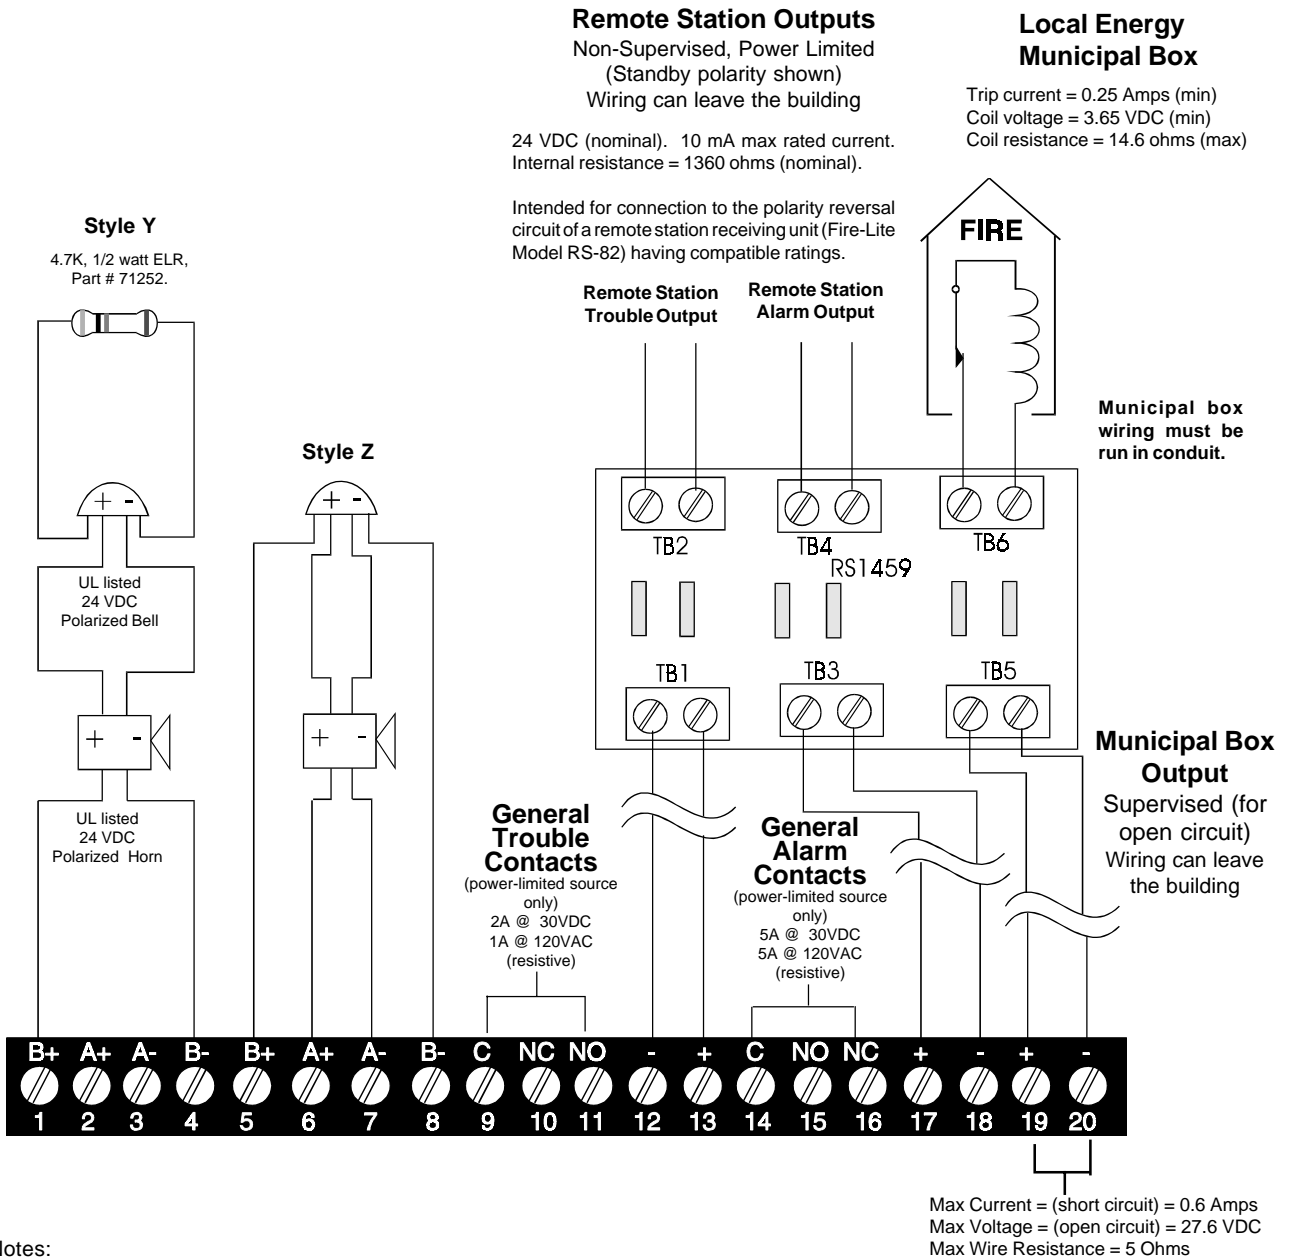 Remote Station Outputs
Non-Supervised, Power Limited
(Standby polarity shown)
Wiring can leave the building
24 VDC (nominal). 10 mA max rated current.
Internal resistance = 1360 ohms (nominal).
Intended for connection to the polarity reversal
circuit of a remote station receiving unit (Fire-Lite
Model RS-82) having compatible ratings.
Local Energy
Municipal Box
Trip current = 0.25 Amps (min)
Coil voltage = 3.65 VDC (min)
Coil resistance = 14.6 ohms (max)
FIRE
Style Y
4.7K, 1/2 watt ELR,
Part # 71252.
Remote Station
Trouble Output
Remote Station
Alarm Output
Municipal box
wiring must be
run in conduit.
Style Z
+ -
+ -
UL listed
24 VDC
Polarized Bell
TB2
TB4
TB6
RS1459
TB1
TB3
TB5
+ -
+ -
UL listed
24 VDC
Polarized Horn
Municipal Box
Output
Supervised (for
open circuit)
Wiring can leave
the building
General
Trouble
Contacts
(power-limited source
only)
2A @ 30VDC
1A @ 120VAC
(resistive)
General
Alarm
Contacts
(power-limited source
only)
5A @ 30VDC
5A @ 120VAC
(resistive)
B+ A+ A- B- B+ A+ A- B- C NC NO - + C NO NC + - + -
1 2 3 4 5 6 7 8 9 10 11 12 13 14 15 16 17 18 19 20
Max Current = (short circuit) = 0.6 Amps
Max Voltage = (open circuit) = 27.6 VDC
Max Wire Resistance = 5 Ohms
lotes: